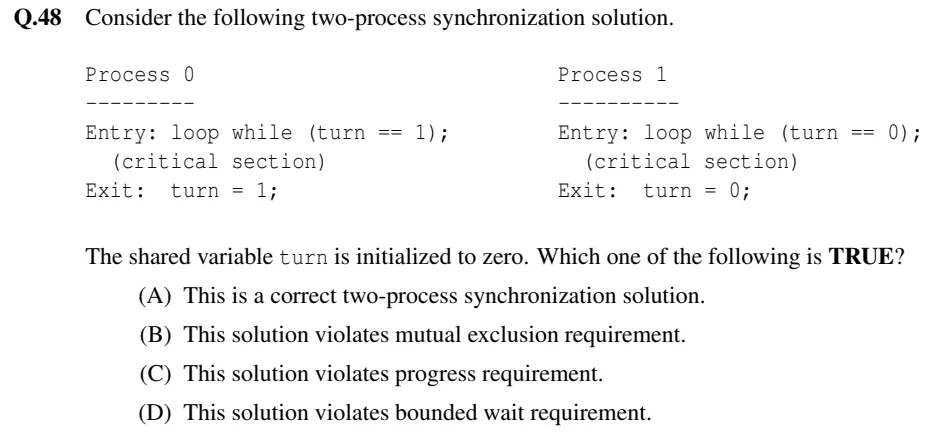 Q.48 Consider the following two-process synchronization solution.
Process 0 Process 1
--------- ----------
Entry: loop while (turn == 1); Entry: loop while (turn == 0);
(critical section) (critical section)
Exit: turn = 1; Exit: turn = 0;
The shared variable turn is initialized to zero. Which one of the following is TRUE?
(A) This is a correct two-process synchronization solution.
(B) This solution violates mutual exclusion requirement.
(C) This solution violates progress requirement.
(D) This solution violates bounded wait requirement.